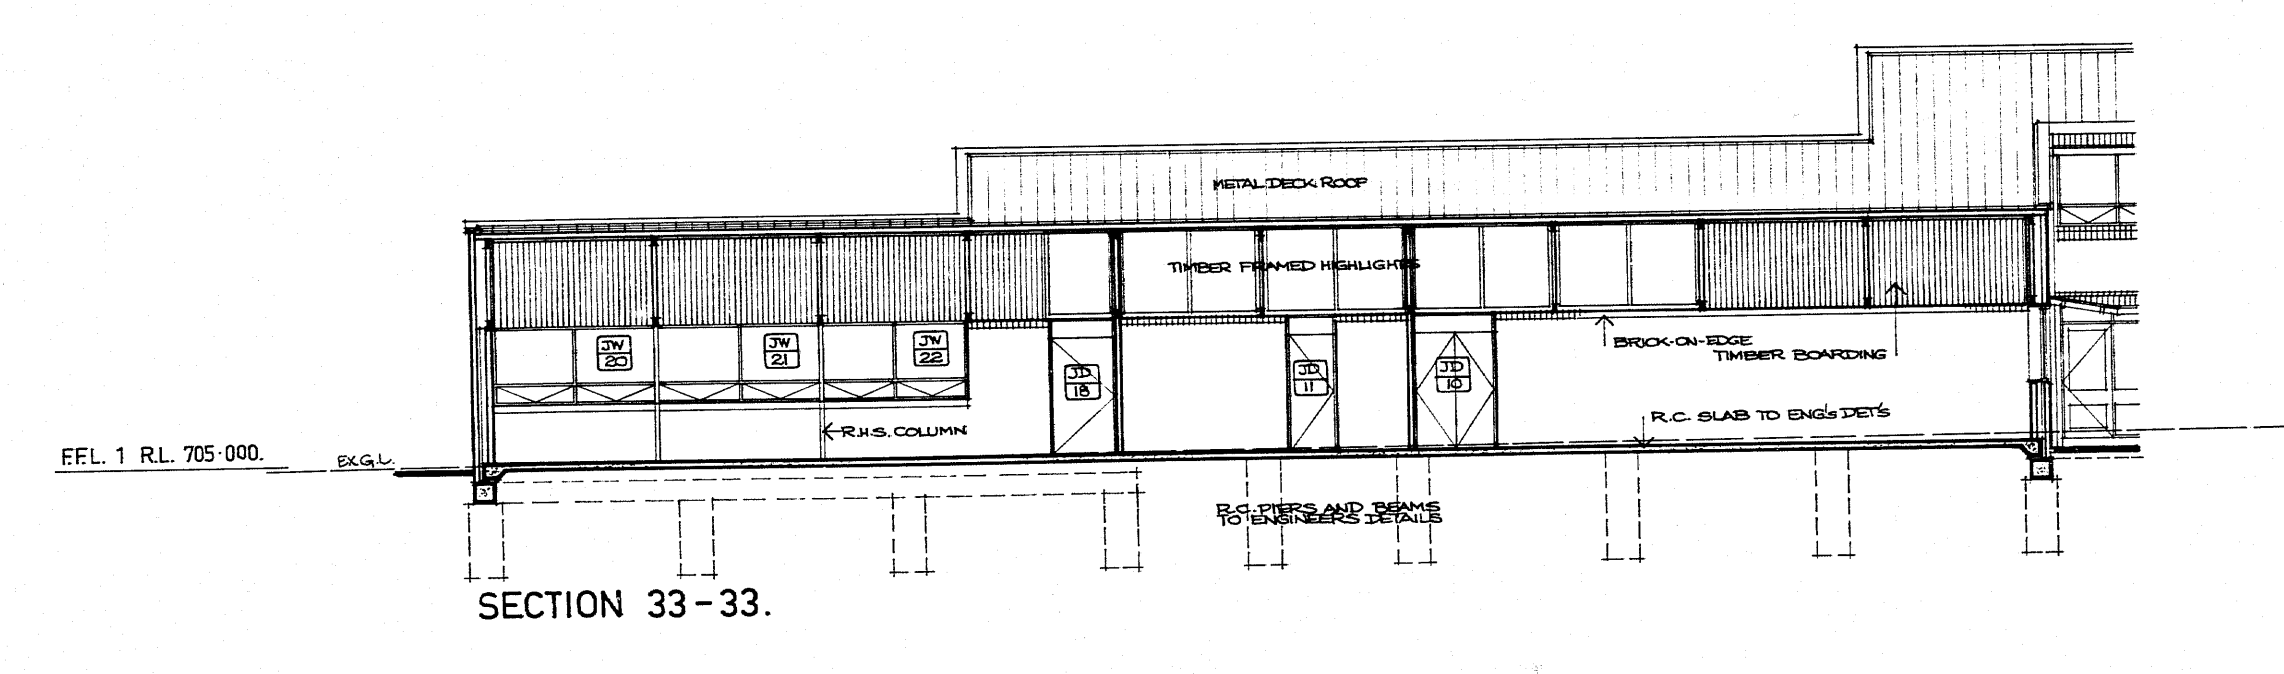 METAL DECK ROOF
TIMBER FRAMED HIGHLIGHTS
JW
20
JW
21
JW
22
BRICK-ON-EDGE
TIMBER BOARDING
JD
18
JD
11
JD
10
R.C. SLAB TO ENG'S DET'S
R.H.S. COLUMN
F.F.L. 1 R.L. 705·000.
EX.G.L.
R.C. PIERS AND BEAMS
TO ENGINEERS DETAILS
SECTION 33-33.